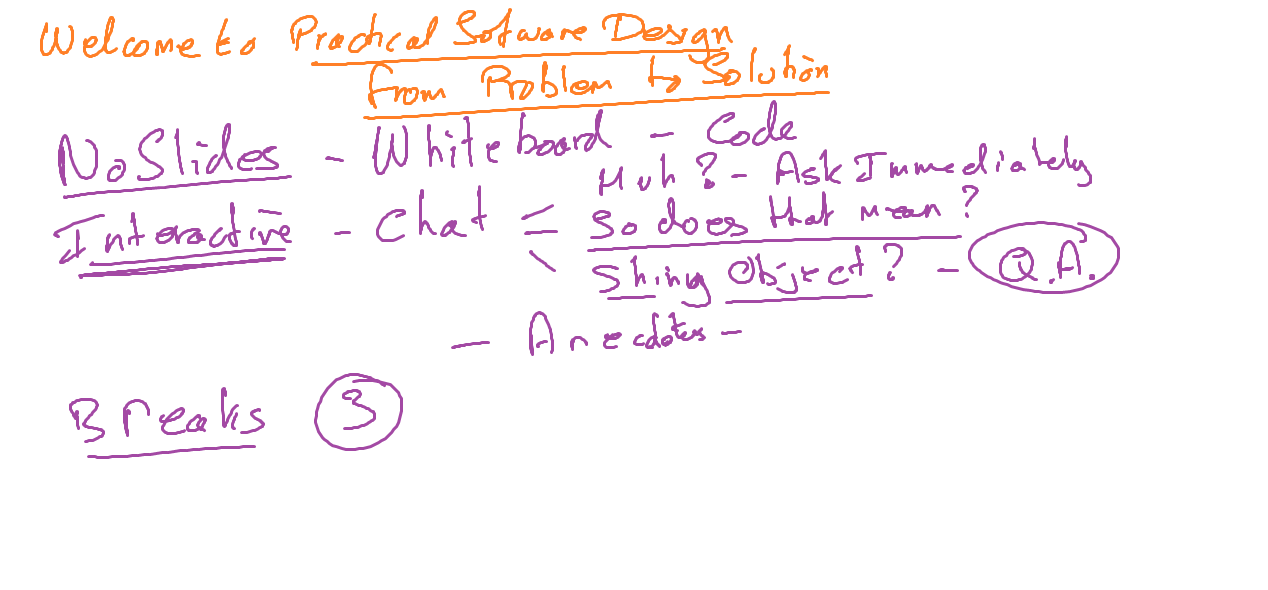 Welcome to Practical Software Design
from Problem to Solution
No Slides - Whiteboard - Code
Huh? - Ask Immediately
Interactive - Chat - So does that mean?
Shiny Object? - Q.A.
- Anecdotes -
Breaks 3